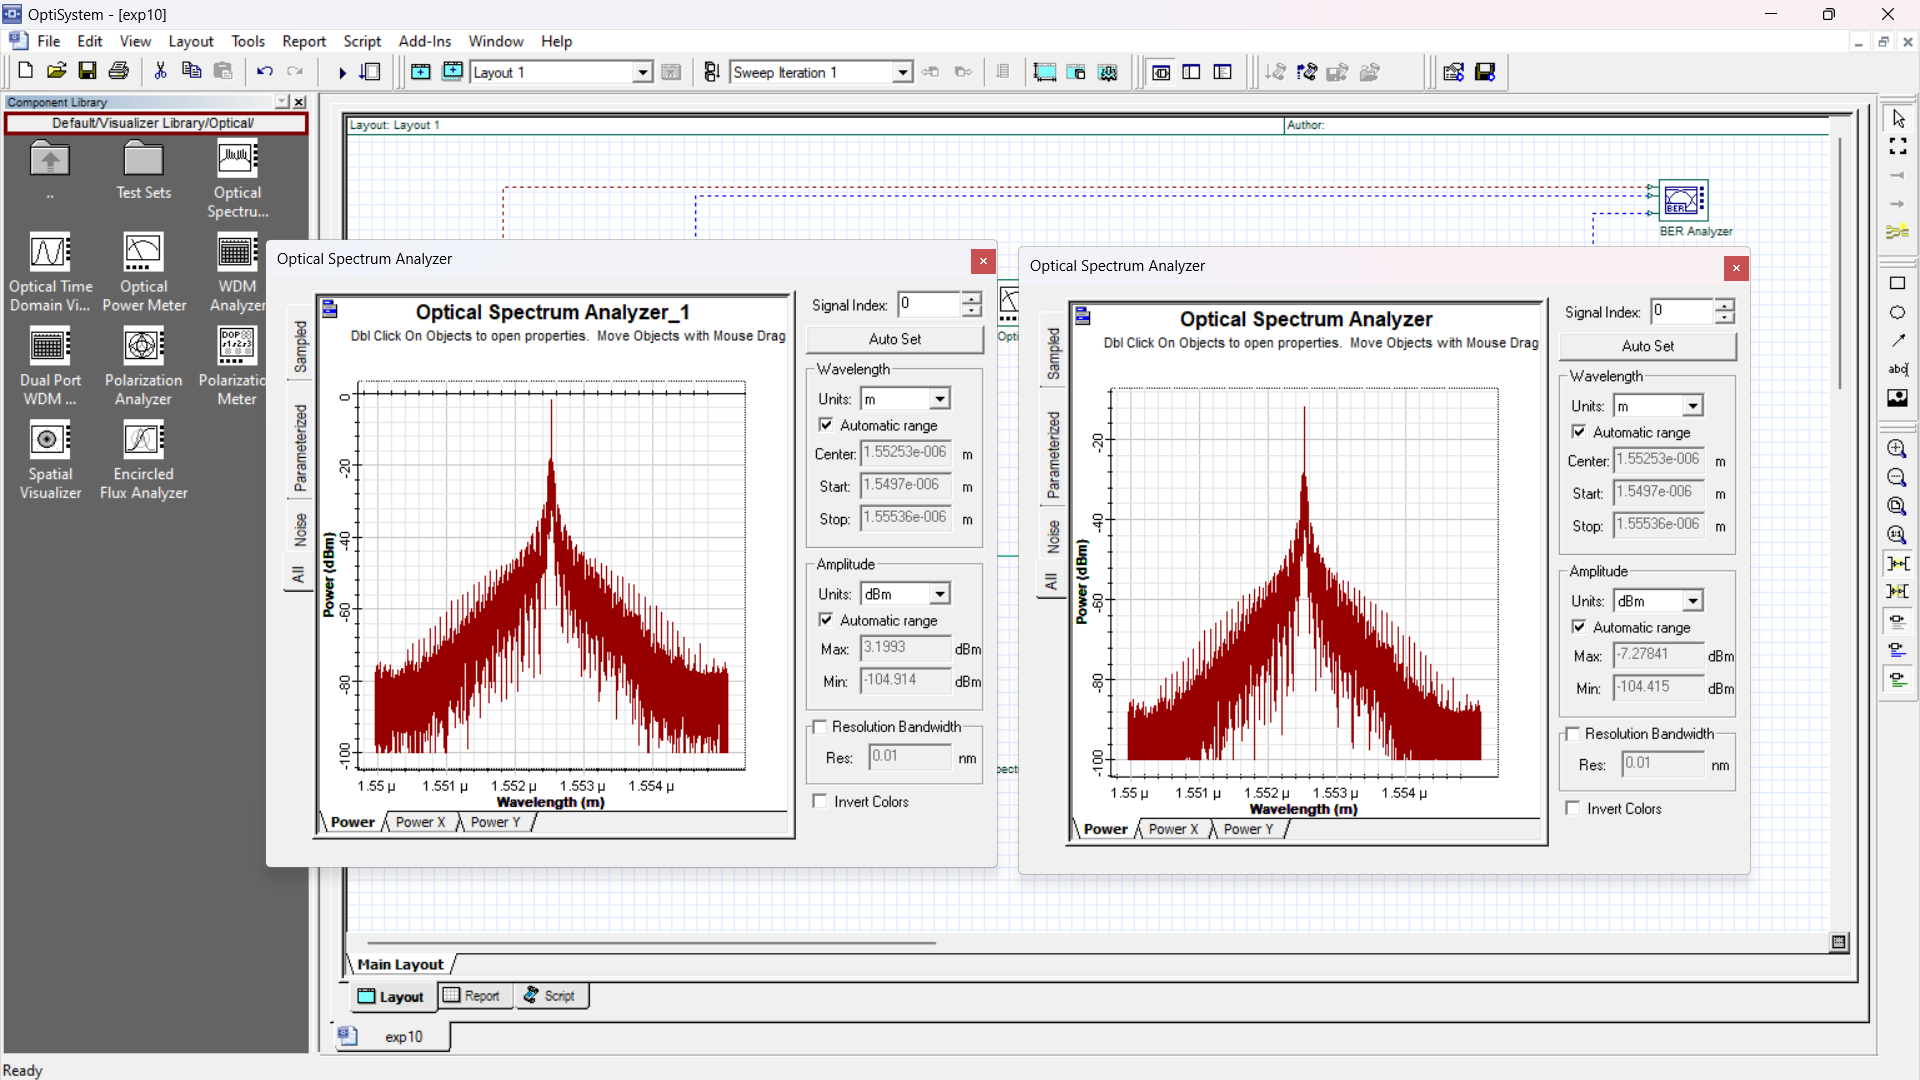 OptiSystem - [exp10]
File Edit View Layout Tools Report Script Add-Ins Window Help
Layout 1
Sweep Iteration 1
Component Library
Default/Visualizer Library/Optical/
..
Test Sets
Optical Spectru...
Optical Time Domain Vi...
Optical Power Meter
WDM Analyzer
Dual Port WDM ...
Polarization Analyzer
Polarizatio Meter
Spatial Visualizer
Encircled Flux Analyzer
Layout: Layout 1
Author:
BER
BER Analyzer
Opti
pecti
Optical Spectrum Analyzer
Sampled
Parameterized
Noise
All
Optical Spectrum Analyzer_1
Dbl Click On Objects to open properties. Move Objects with Mouse Drag
Power (dBm)
0
-20
-40
-60
-80
-100
1.55 µ 1.551 µ 1.552 µ 1.553 µ 1.554 µ
Wavelength (m)
Power Power X Power Y
Signal Index: 0
Auto Set
Wavelength
Units: m
Automatic range
Center: 1.55253e-006 m
Start: 1.5497e-006 m
Stop: 1.55536e-006 m
Amplitude
Units: dBm
Automatic range
Max: 3.1993 dBm
Min: -104.914 dBm
Resolution Bandwidth
Res: 0.01 nm
Invert Colors
Optical Spectrum Analyzer
Sampled
Parameterized
Noise
All
Optical Spectrum Analyzer
Dbl Click On Objects to open properties. Move Objects with Mouse Drag
Power (dBm)
-20
-40
-60
-80
-100
1.55 µ 1.551 µ 1.552 µ 1.553 µ 1.554 µ
Wavelength (m)
Power Power X Power Y
Signal Index: 0
Auto Set
Wavelength
Units: m
Automatic range
Center: 1.55253e-006 m
Start: 1.5497e-006 m
Stop: 1.55536e-006 m
Amplitude
Units: dBm
Automatic range
Max: -7.27841 dBm
Min: -104.415 dBm
Resolution Bandwidth
Res: 0.01 nm
Invert Colors
Main Layout
Layout Report Script
exp10
Ready